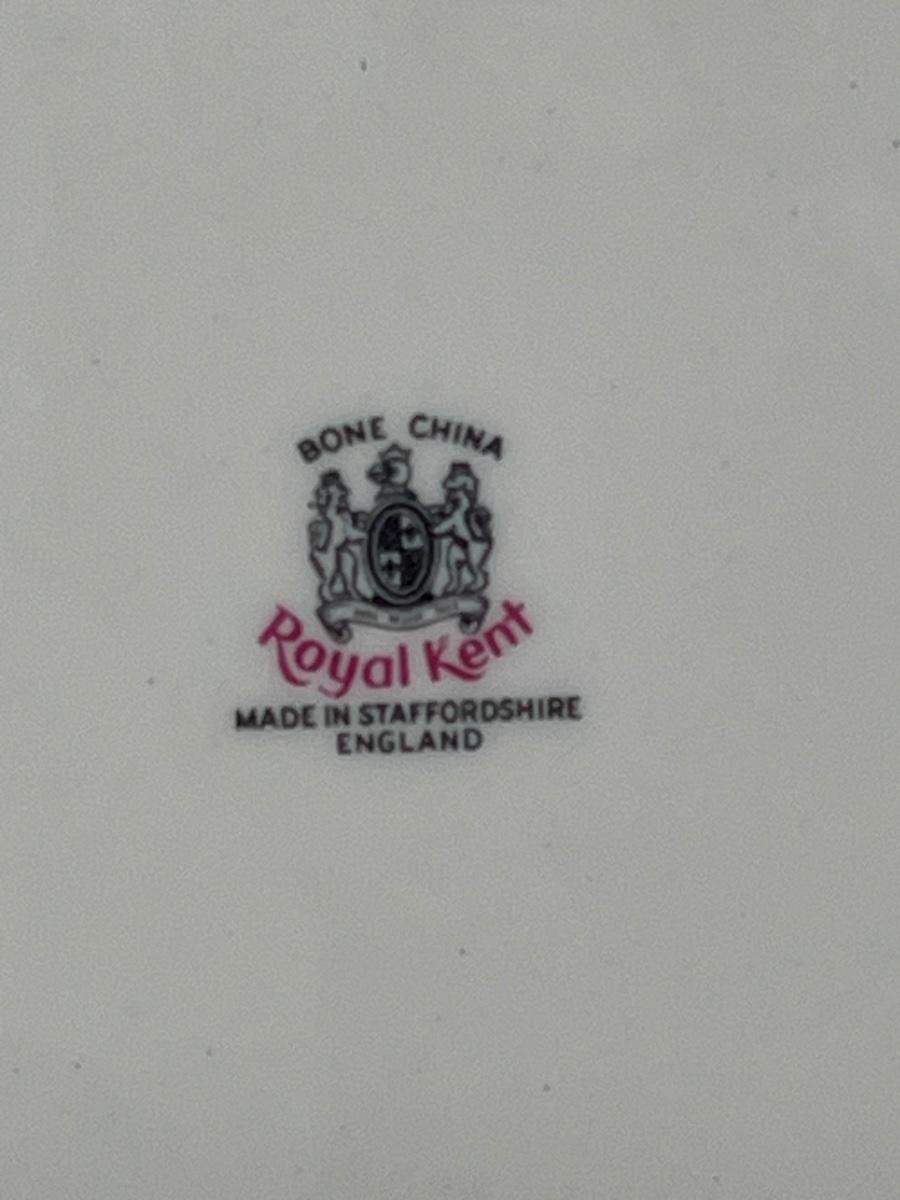 BONE CHINA
Royal Kent
MADE IN STAFFORDSHIRE
ENGLAND